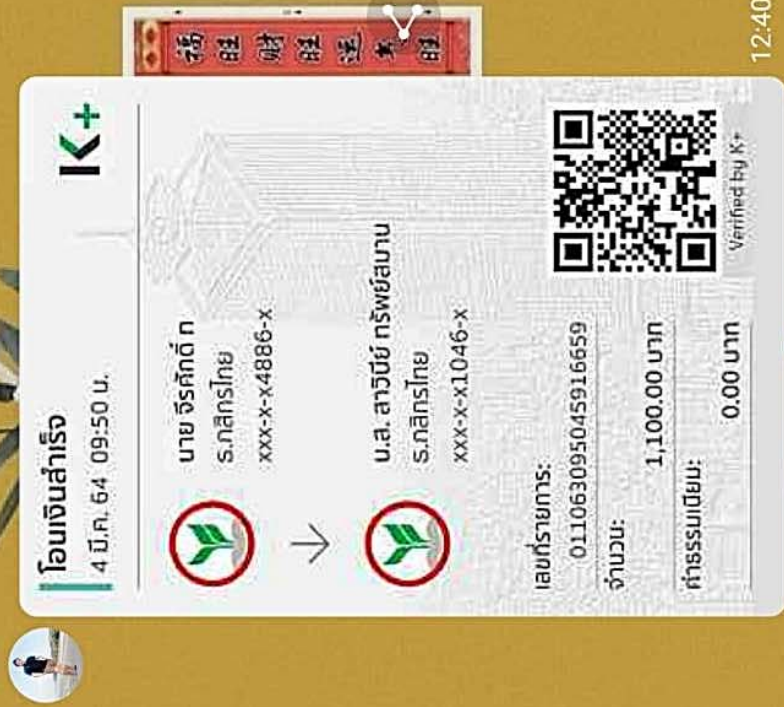 โอนเงินสำเร็จ
4 มี.ค. 64 09:50 น.
K+
นาย จีรศักดิ์ ท
ธ.กสิกรไทย
xxx-x-x4886-x
น.ส. สาวินีย์ ทรัพย์สมาน
ธ.กสิกรไทย
xxx-x-x1046-x
เลขที่รายการ:
011063095045916659
จำนวน:
1,100.00 บาท
ค่าธรรมเนียม:
0.00 บาท
Verified by K+
12:40